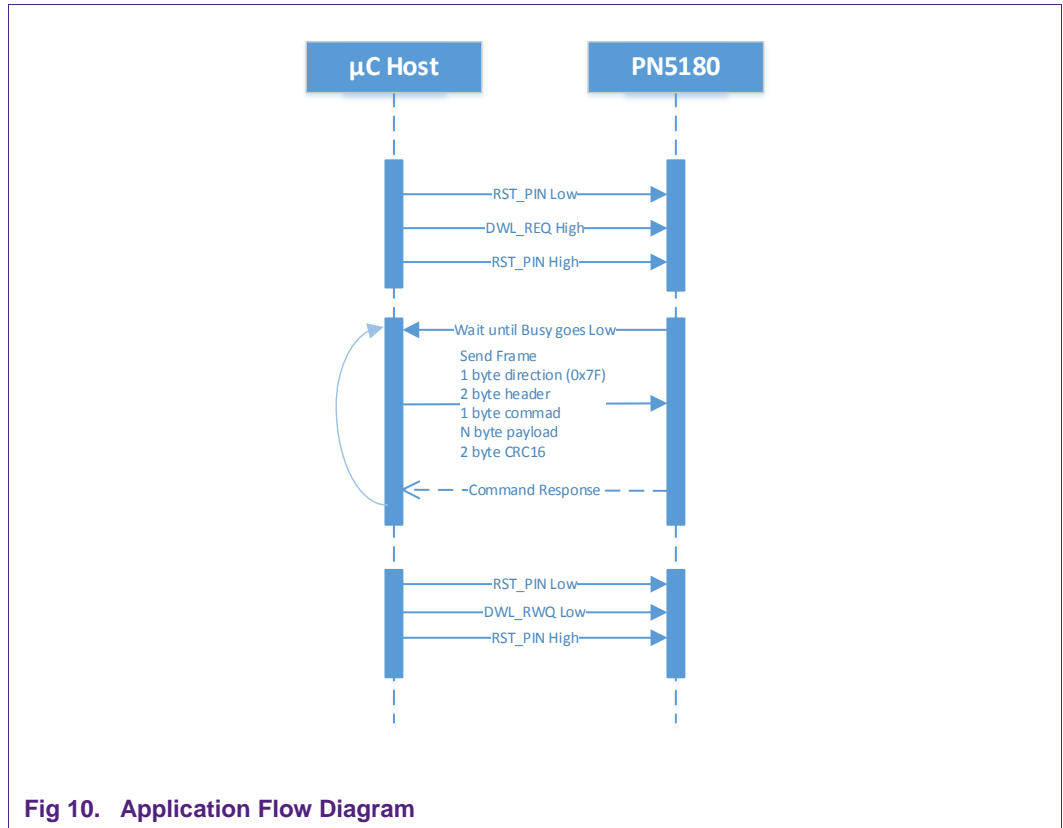 µC Host
PN5180
RST_PIN Low
DWL_REQ High
RST_PIN High
Wait until Busy goes Low
Send Frame
1 byte direction (0x7F)
2 byte header
1 byte commad
N byte payload
2 byte CRC16
Command Response
RST_PIN Low
DWL_RWQ Low
RST_PIN High
Fig 10. Application Flow Diagram